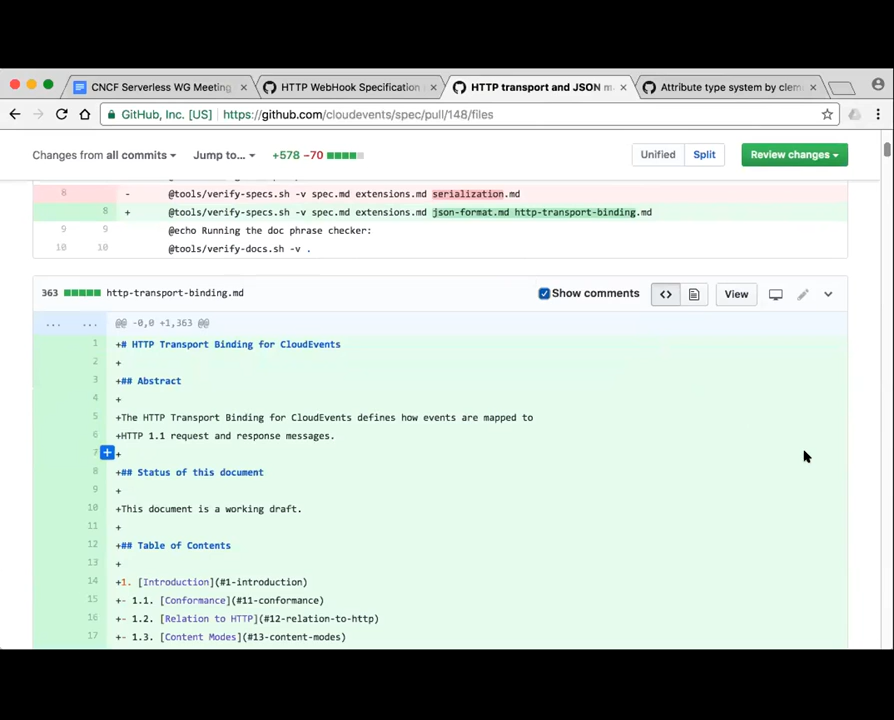 CNCF Serverless WG Meeting
HTTP WebHook Specification
HTTP transport and JSON m
Attribute type system by clem
GitHub, Inc. [US]
https://github.com/cloudevents/spec/pull/148/files
Changes from all commits
Jump to...
+578 −70
Unified
Split
Review changes
8 - @tools/verify-specs.sh -v spec.md extensions.md serialization.md
8 + @tools/verify-specs.sh -v spec.md extensions.md json-format.md http-transport-binding.md
9 9 @echo Running the doc phrase checker:
10 10 @tools/verify-docs.sh -v .
363 http-transport-binding.md
Show comments
<>
View
... ... @@ -0,0 +1,363 @@
1 +# HTTP Transport Binding for CloudEvents
2 +
3 +## Abstract
4 +
5 +The HTTP Transport Binding for CloudEvents defines how events are mapped to
6 +HTTP 1.1 request and response messages.
7 +
8 +## Status of this document
9 +
10 +This document is a working draft.
11 +
12 +## Table of Contents
13 +
14 +1. [Introduction](#1-introduction)
15 +- 1.1. [Conformance](#11-conformance)
16 +- 1.2. [Relation to HTTP](#12-relation-to-http)
17 +- 1.3. [Content Modes](#13-content-modes)